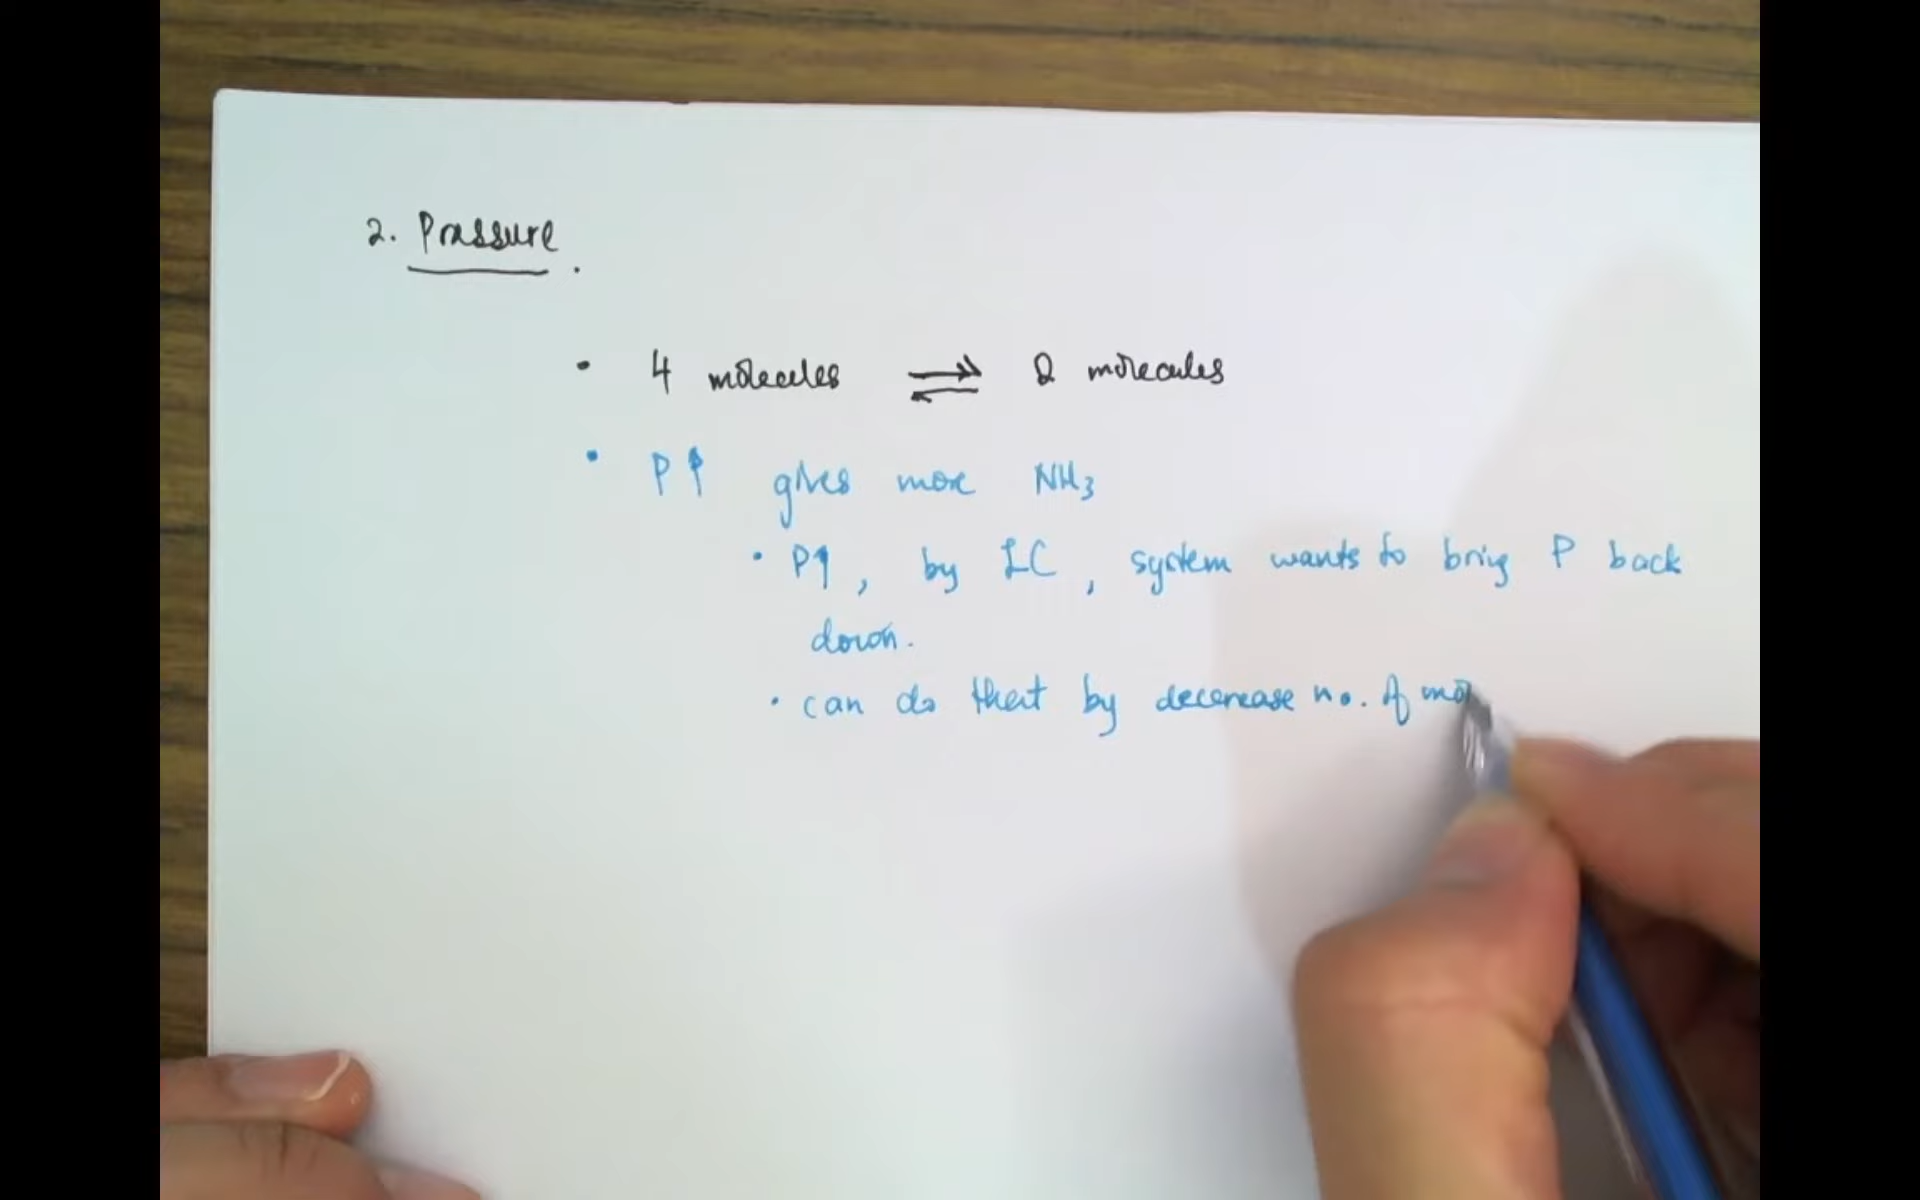 2. Pressure.
• 4 molecules ⇌ 2 molecules
• P↑ gives more NH3
• P↑, by LC, system wants to bring P back
down.
• can do that by decrease no. of mo